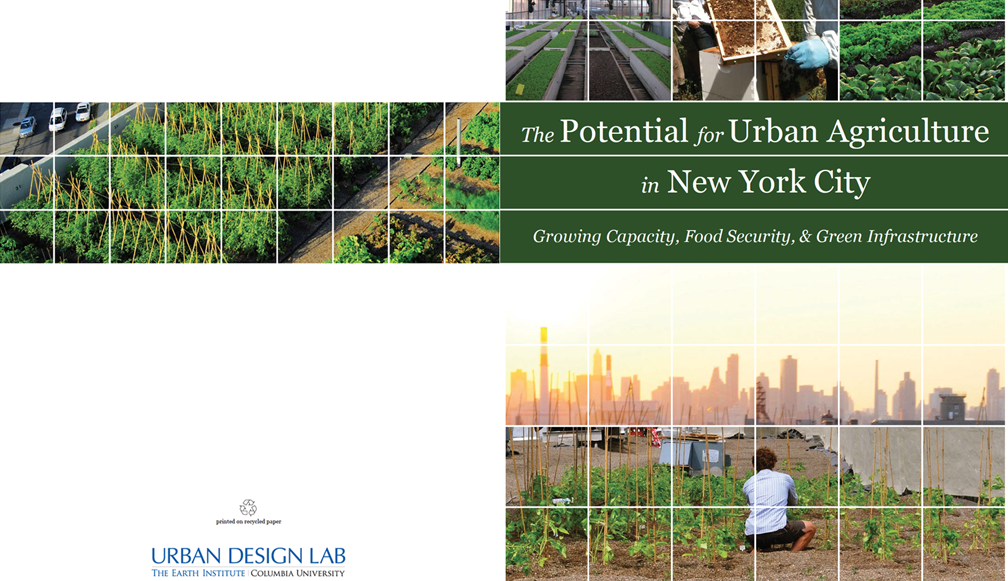 The Potential for Urban Agriculture
in New York City
Growing Capacity, Food Security, & Green Infrastructure
printed on recycled paper
URBAN DESIGN LAB
THE EARTH INSTITUTE | COLUMBIA UNIVERSITY